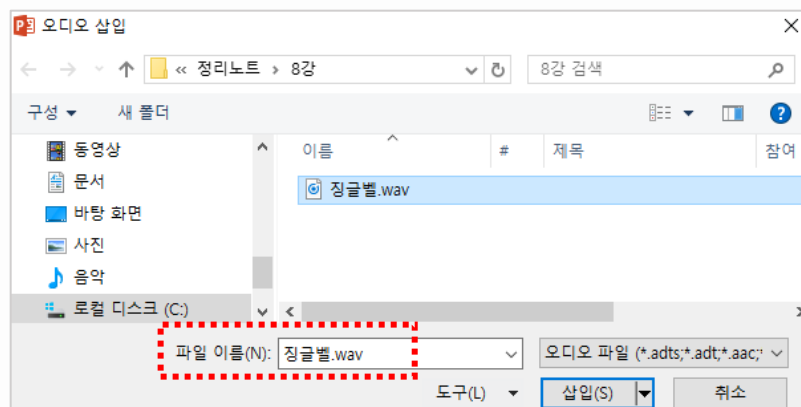 오디오 삽입
« 정리노트 › 8강
8강 검색
구성 새 폴더
이름 # 제목 참여
동영상
문서
바탕 화면
사진
음악
로컬 디스크 (C:)
징글벨.wav
파일 이름(N): 징글벨.wav 오디오 파일 (*.adts;*.adt;*.aac;*
도구(L) 삽입(S) 취소